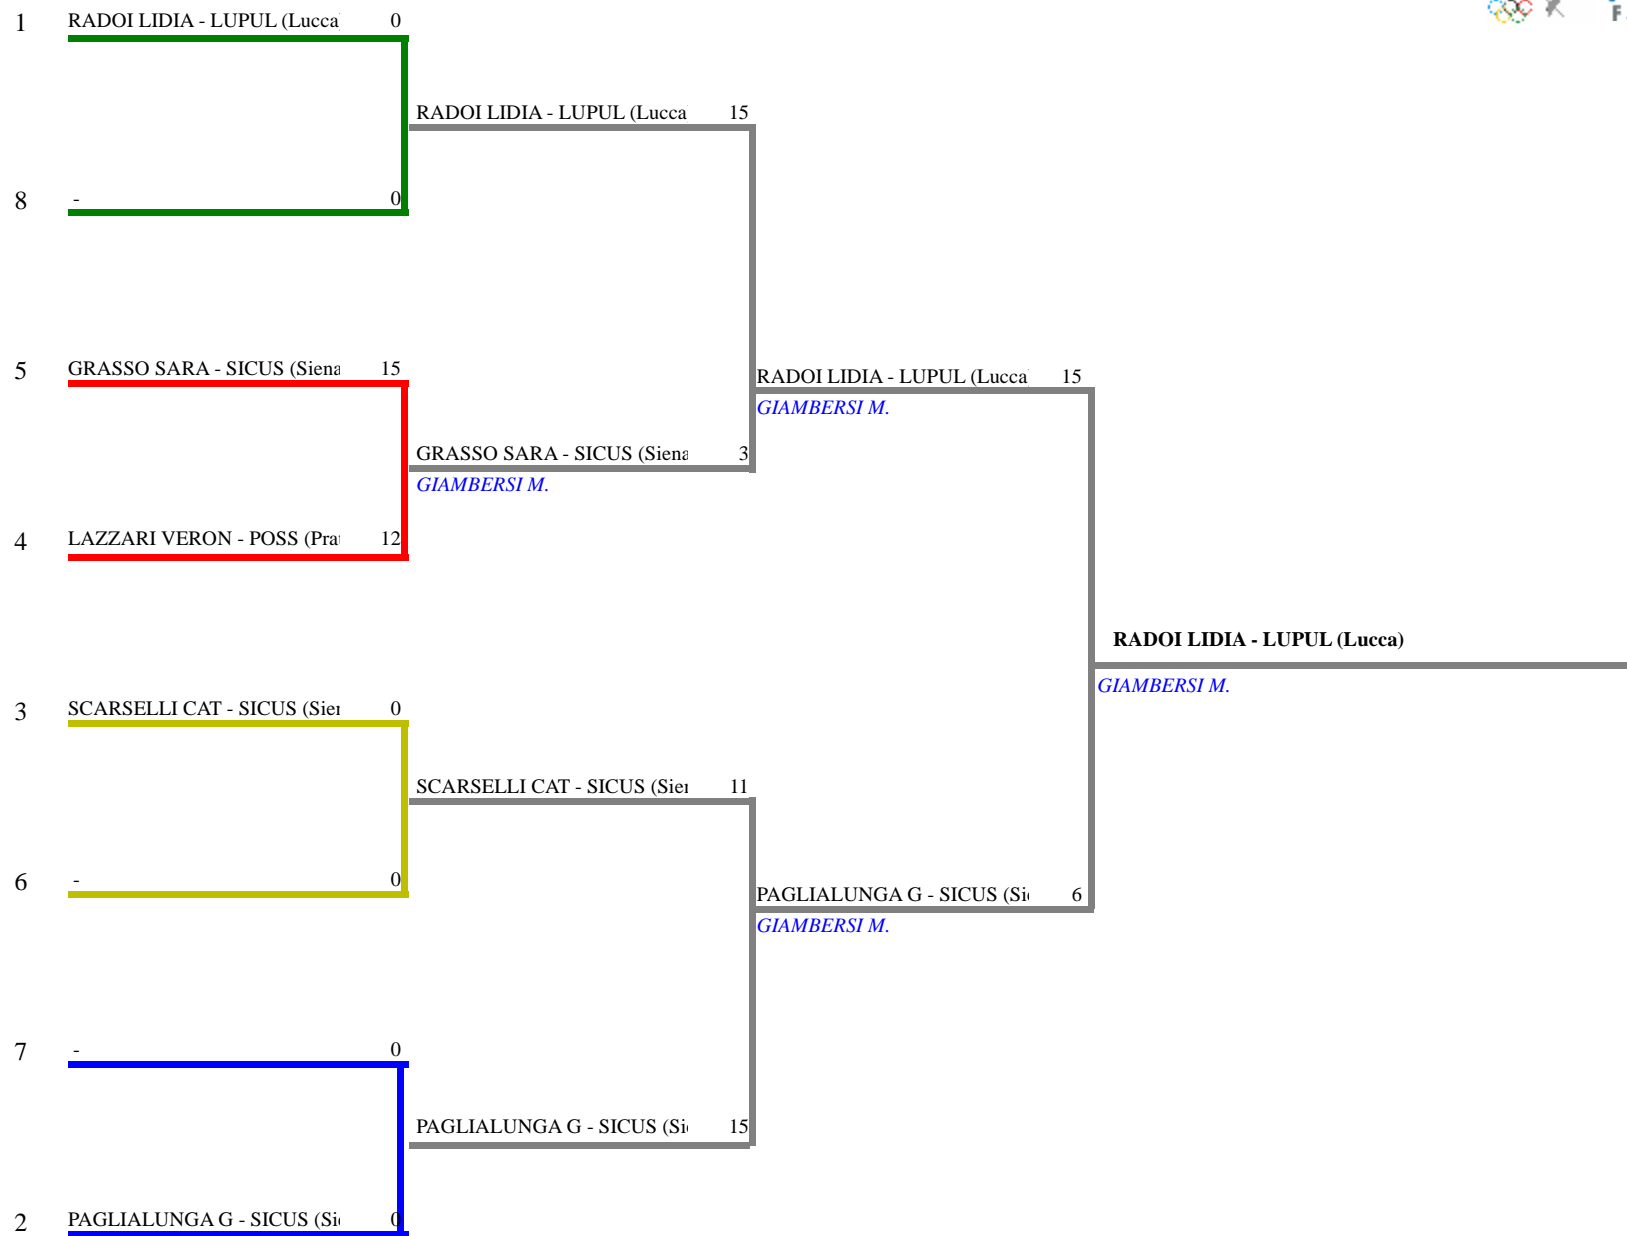 1 RADOI LIDIA - LUPUL (Lucca) 0
RADOI LIDIA - LUPUL (Lucca 15
8 - 0
5 GRASSO SARA - SICUS (Siena 15
RADOI LIDIA - LUPUL (Lucca) 15
GIAMBERSI M.
GRASSO SARA - SICUS (Siena 3
GIAMBERSI M.
4 LAZZARI VERON - POSS (Pra 12
RADOI LIDIA - LUPUL (Lucca)
GIAMBERSI M.
3 SCARSELLI CAT - SICUS (Sie 0
SCARSELLI CAT - SICUS (Sie 11
6 - 0
PAGLIALUNGA G - SICUS (Si 6
GIAMBERSI M.
7 - 0
PAGLIALUNGA G - SICUS (Si 15
2 PAGLIALUNGA G - SICUS (Si 0